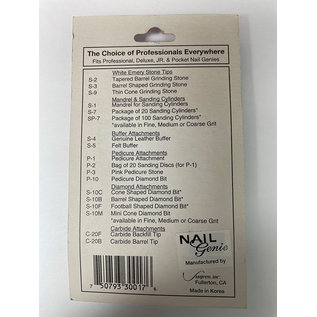 The Choice of Professionals Everywhere
Fits Professional, Deluxe, JR, & Pocket Nail Genies
White Emery Stone Tips
S-2 Tapered Barrel Grinding Stone
S-3 Barrel Shaped Grinding Stone
S-9 Thin Cone Grinding Stone
Mandrel & Sanding Cylinders
S-1 Mandrel for Sanding Cylinders
S-7 Package of 20 Sanding Cylinders*
SP-7 Package of 100 Sanding Cylinders*
*available in Fine, Medium or Coarse Grit
Buffer Attachments
S-4 Genuine Leather Buffer
S-5 Felt Buffer
Pedicure Attachments
P-1 Pedicure Attachment
P-2 Bag of 20 Sanding Discs (for P-1)
P-3 Pink Pedicure Stone
P-10 Pedicure Diamond Bit
Diamond Attachments
S-10C Cone Shaped Diamond Bit*
S-10B Barrel Shaped Diamond Bit*
S-10F Football Shaped Diamond Bit*
S-10M Mini Cone Diamond Bit
*available in Fine, Medium or Coarse Grit
Carbide Attachments
C-20F Carbide Backfill Tip
C-20B Carbide Barrel Tip
NAIL
Genie
Manufactured by
Fullerton, CA
Made in Korea
7 50793 30017 6